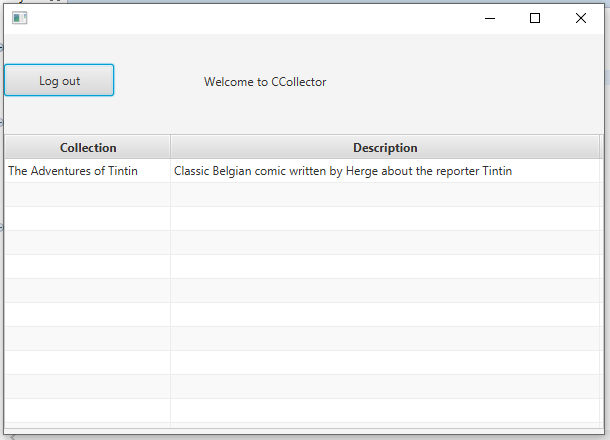 Log out
Welcome to CCollector
Collection Description
The Adventures of Tintin Classic Belgian comic written by Herge about the reporter Tintin